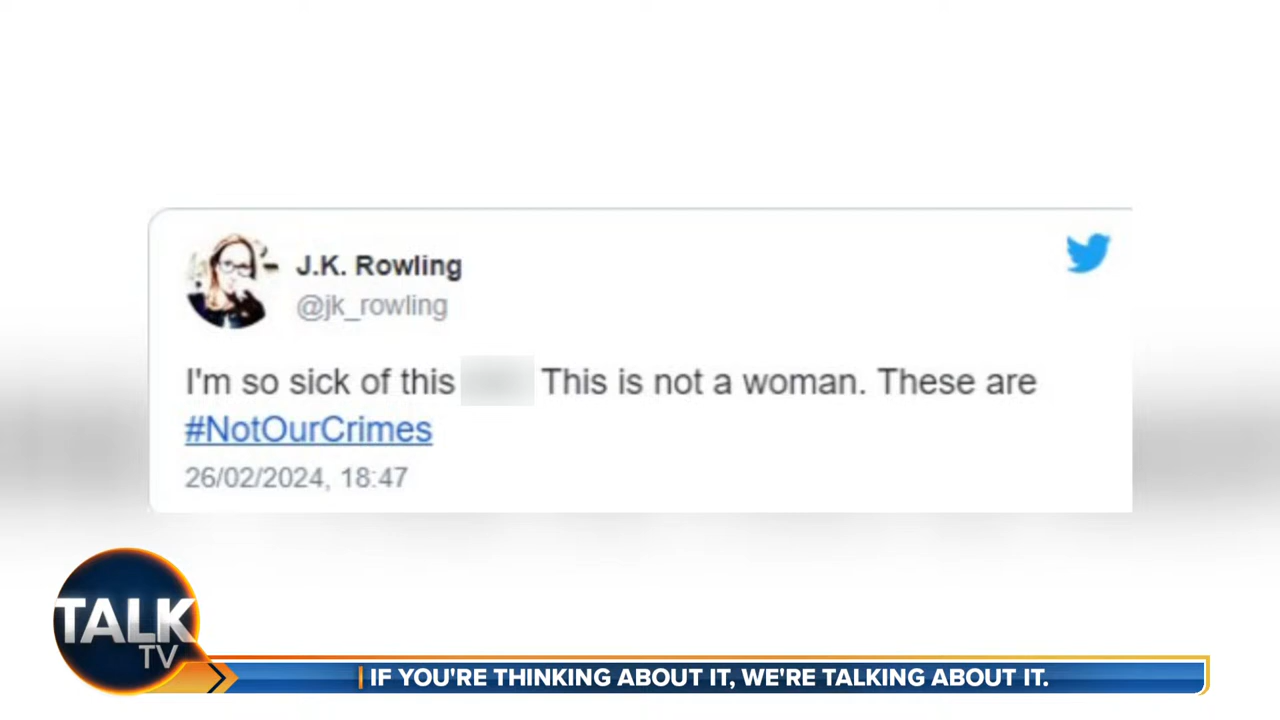 J.K. Rowling
@jk_rowling
I'm so sick of this This is not a woman. These are
#NotOurCrimes
26/02/2024, 18:47
TALK
TV
IF YOU'RE THINKING ABOUT IT, WE'RE TALKING ABOUT IT.